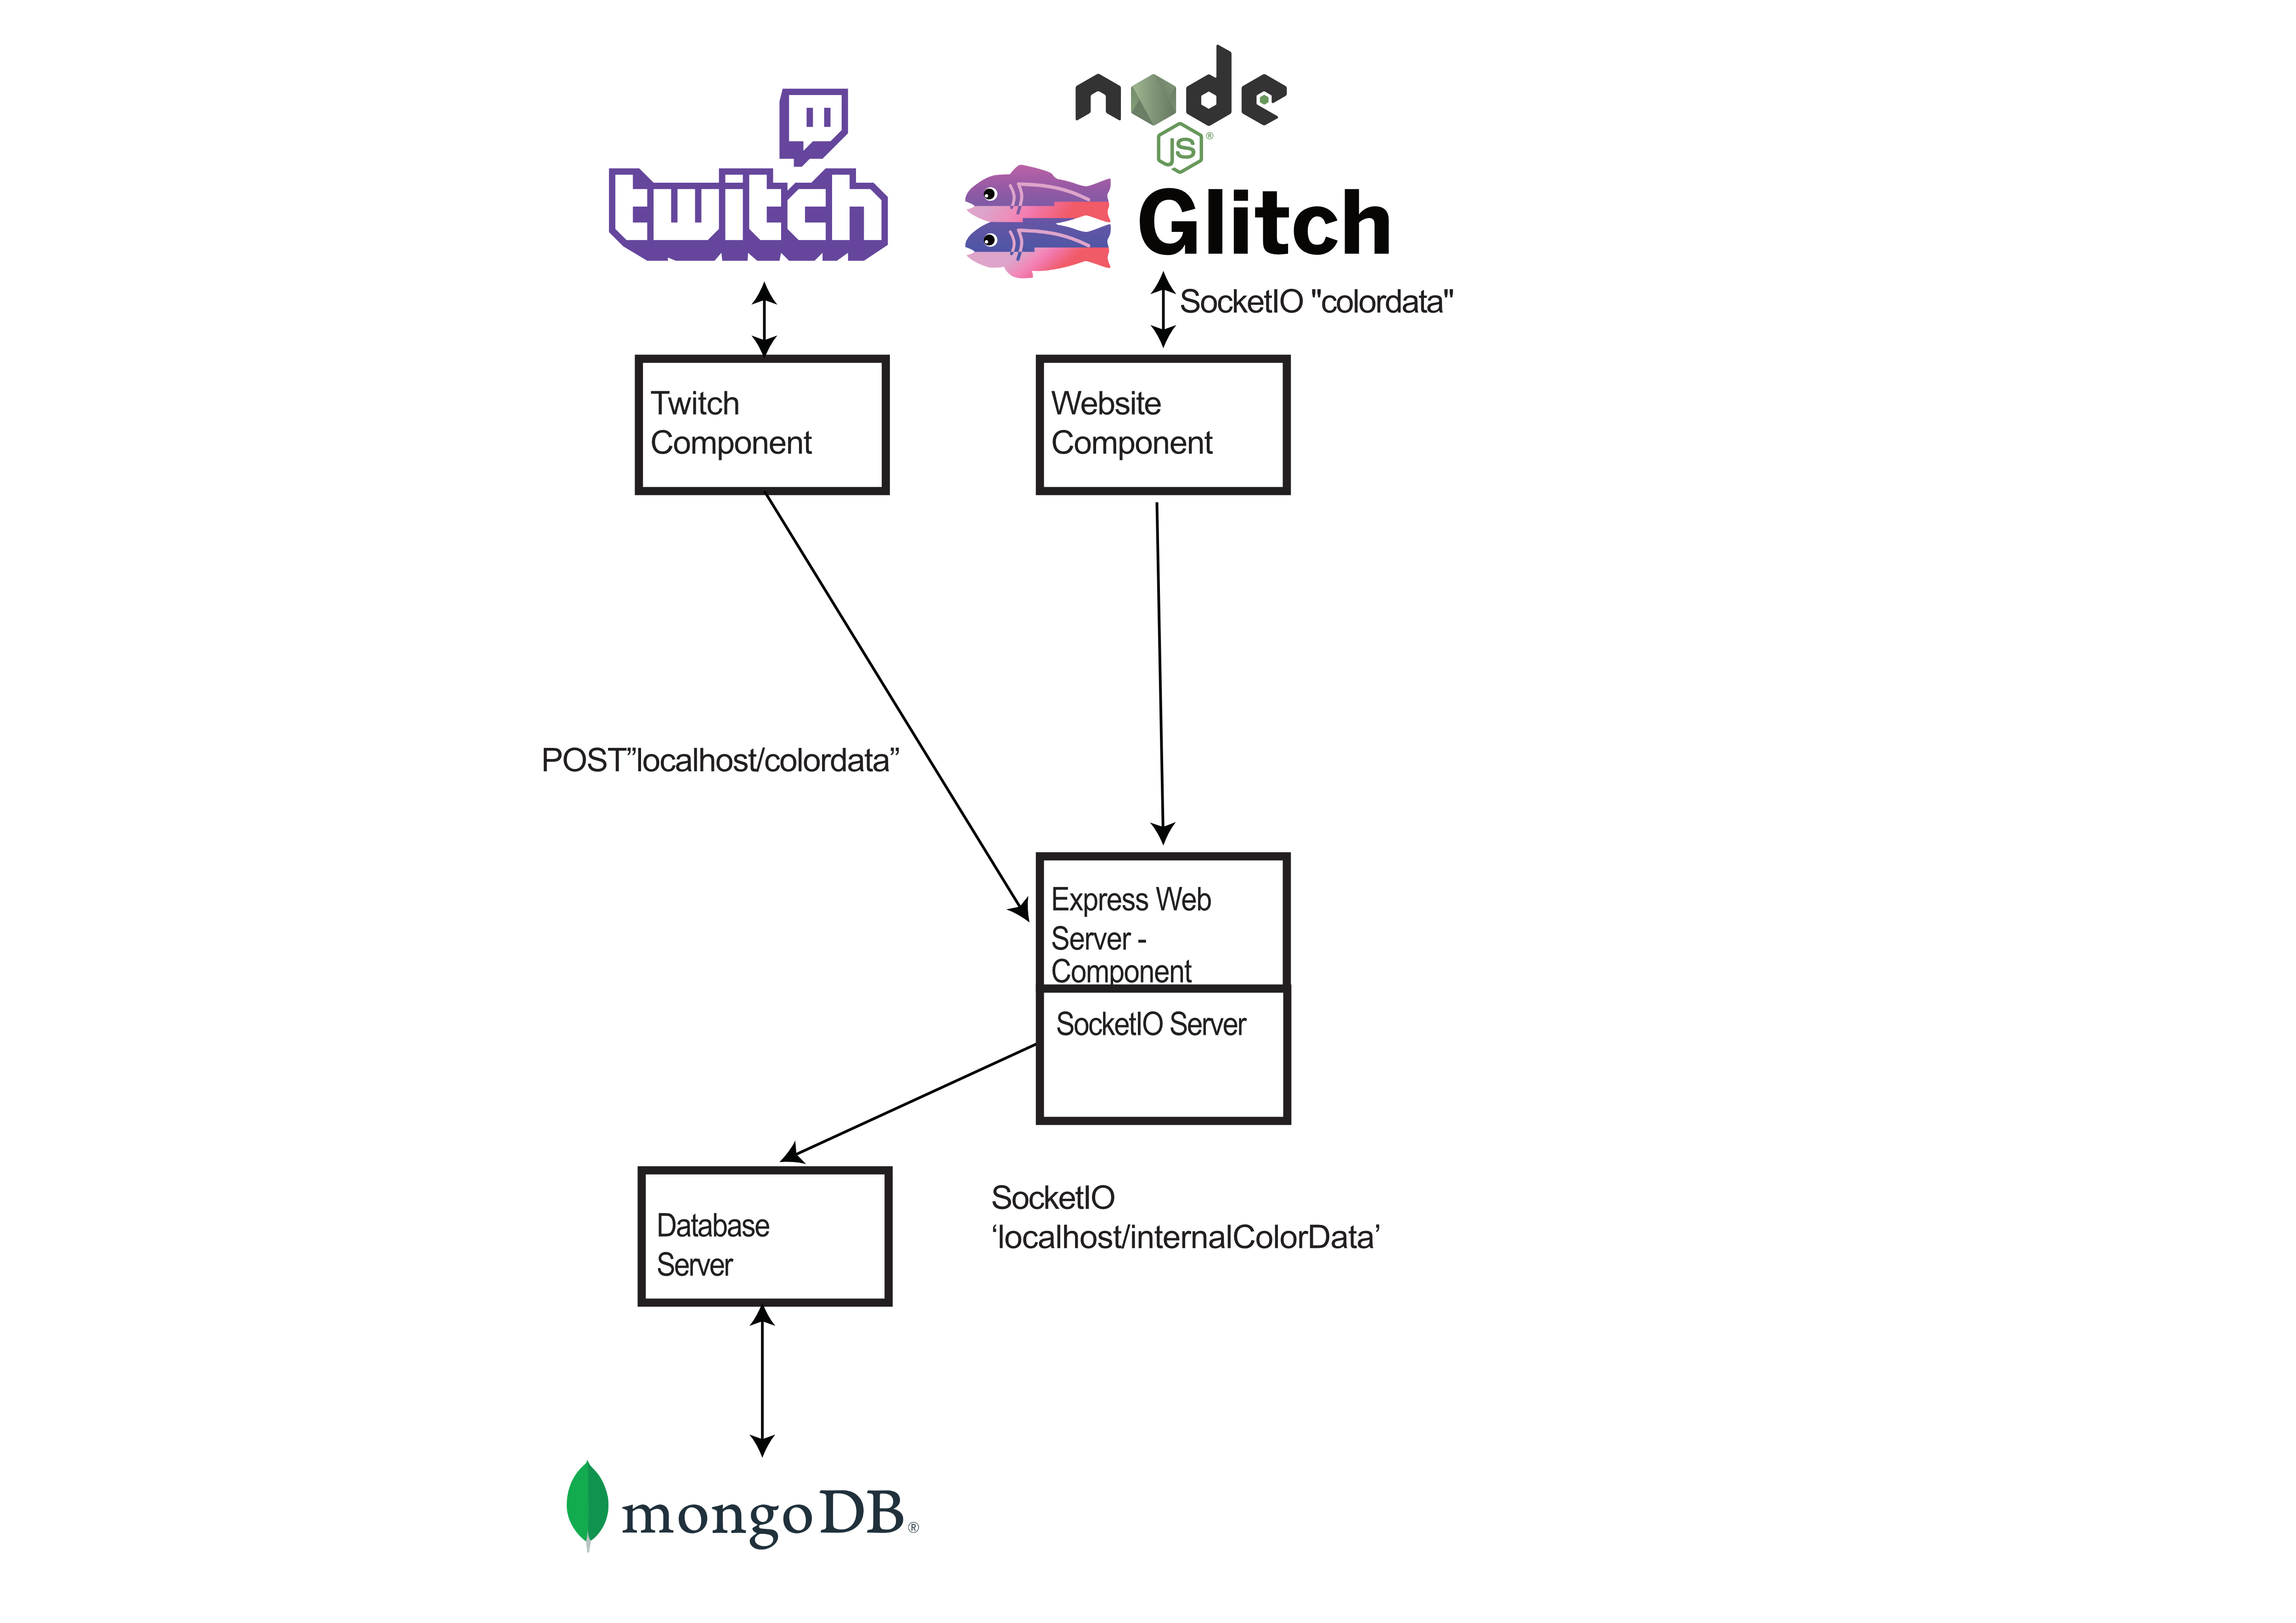 node
JS®
twitch
Glitch
SocketIO "colordata"
Twitch
Component
Website
Component
POST”localhost/colordata”
Express Web
Server -
Component
SocketIO Server
SocketIO
‘localhost/internalColorData’
Database
Server
mongoDB®